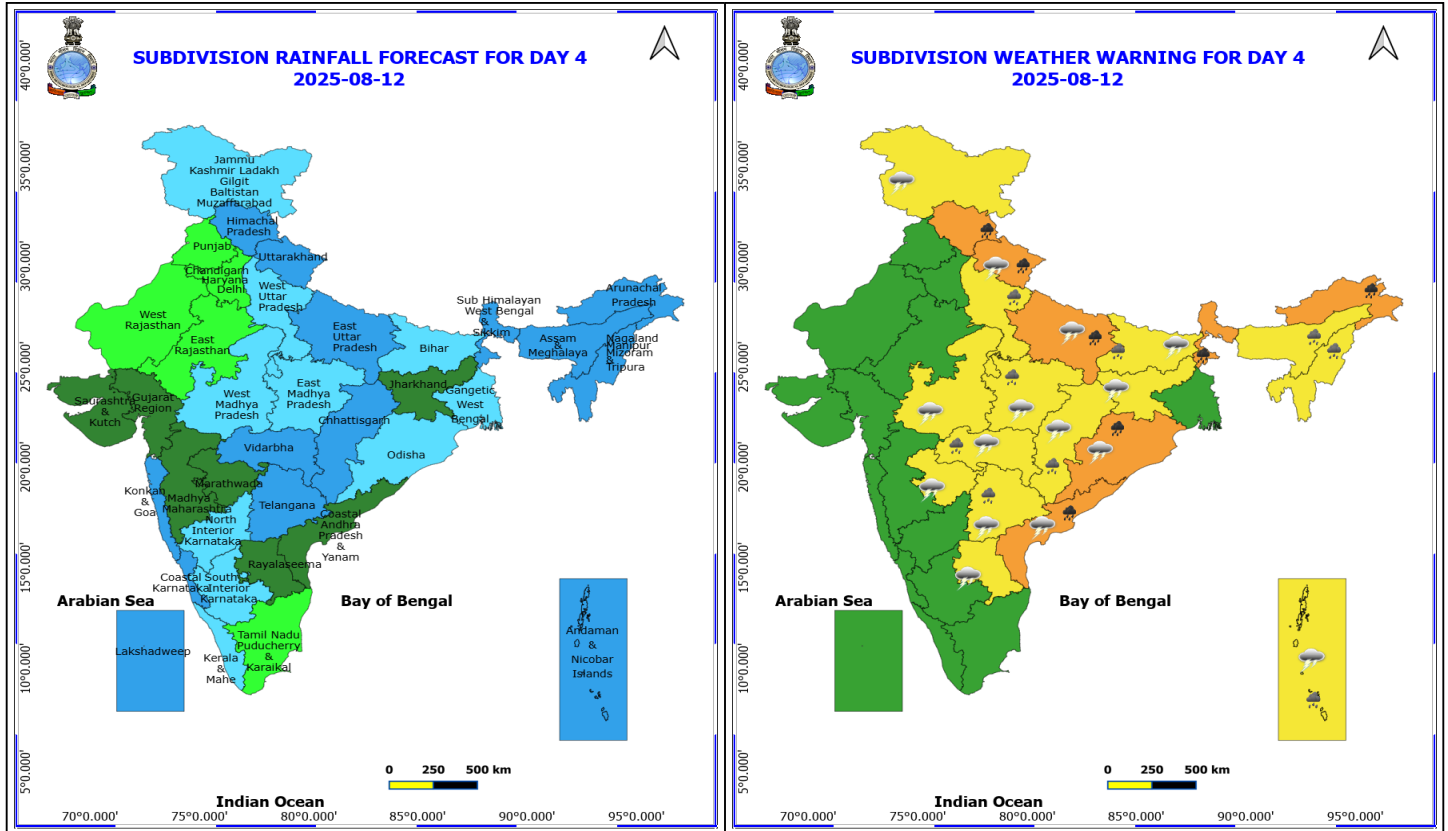 SUBDIVISION RAINFALL FORECAST FOR DAY 4
2025-08-12
40°0.000'
35°0.000'
30°0.000'
25°0.000'
20°0.000'
15°0.000'
10°0.000'
5°0.000'
Jammu
Kashmir Ladakh
Gilgit
Baltistan
Muzaffarabad
Himachal
Pradesh
Punjab
Uttarakhand
Chandigarh
Haryana
Delhi
West
Uttar
Pradesh
West
Rajasthan
East
Rajasthan
East
Uttar
Pradesh
Bihar
Sub Himalayan
West Bengal
&
Sikkim
Arunachal
Pradesh
Assam
&
Meghalaya
Nagaland
Manipur
Mizoram
&
Tripura
Jharkhand
Gangetic
West
Bengal
Saurashtra
&
Kutch
Gujarat
Region
West
Madhya
Pradesh
East
Madhya
Pradesh
Chhattisgarh
Vidarbha
Odisha
Konkan
&
Goa
Madhya
Maharashtra
Marathwada
Telangana
North
Interior
Karnataka
Coastal
Andhra
Pradesh
&
Yanam
Rayalaseema
Coastal
Karnataka
South
Interior
Karnataka
Arabian Sea
Bay of Bengal
Lakshadweep
Kerala
&
Mahe
Tamil Nadu
Puducherry
&
Karaikal
Andaman
&
Nicobar
Islands
0 250 500 km
Indian Ocean
70°0.000' 75°0.000' 80°0.000' 85°0.000' 90°0.000' 95°0.000'
SUBDIVISION WEATHER WARNING FOR DAY 4
2025-08-12
40°0.000'
35°0.000'
30°0.000'
25°0.000'
20°0.000'
15°0.000'
10°0.000'
5°0.000'
Arabian Sea
Bay of Bengal
0 250 500 km
Indian Ocean
70°0.000' 75°0.000' 80°0.000' 85°0.000' 90°0.000' 95°0.000'